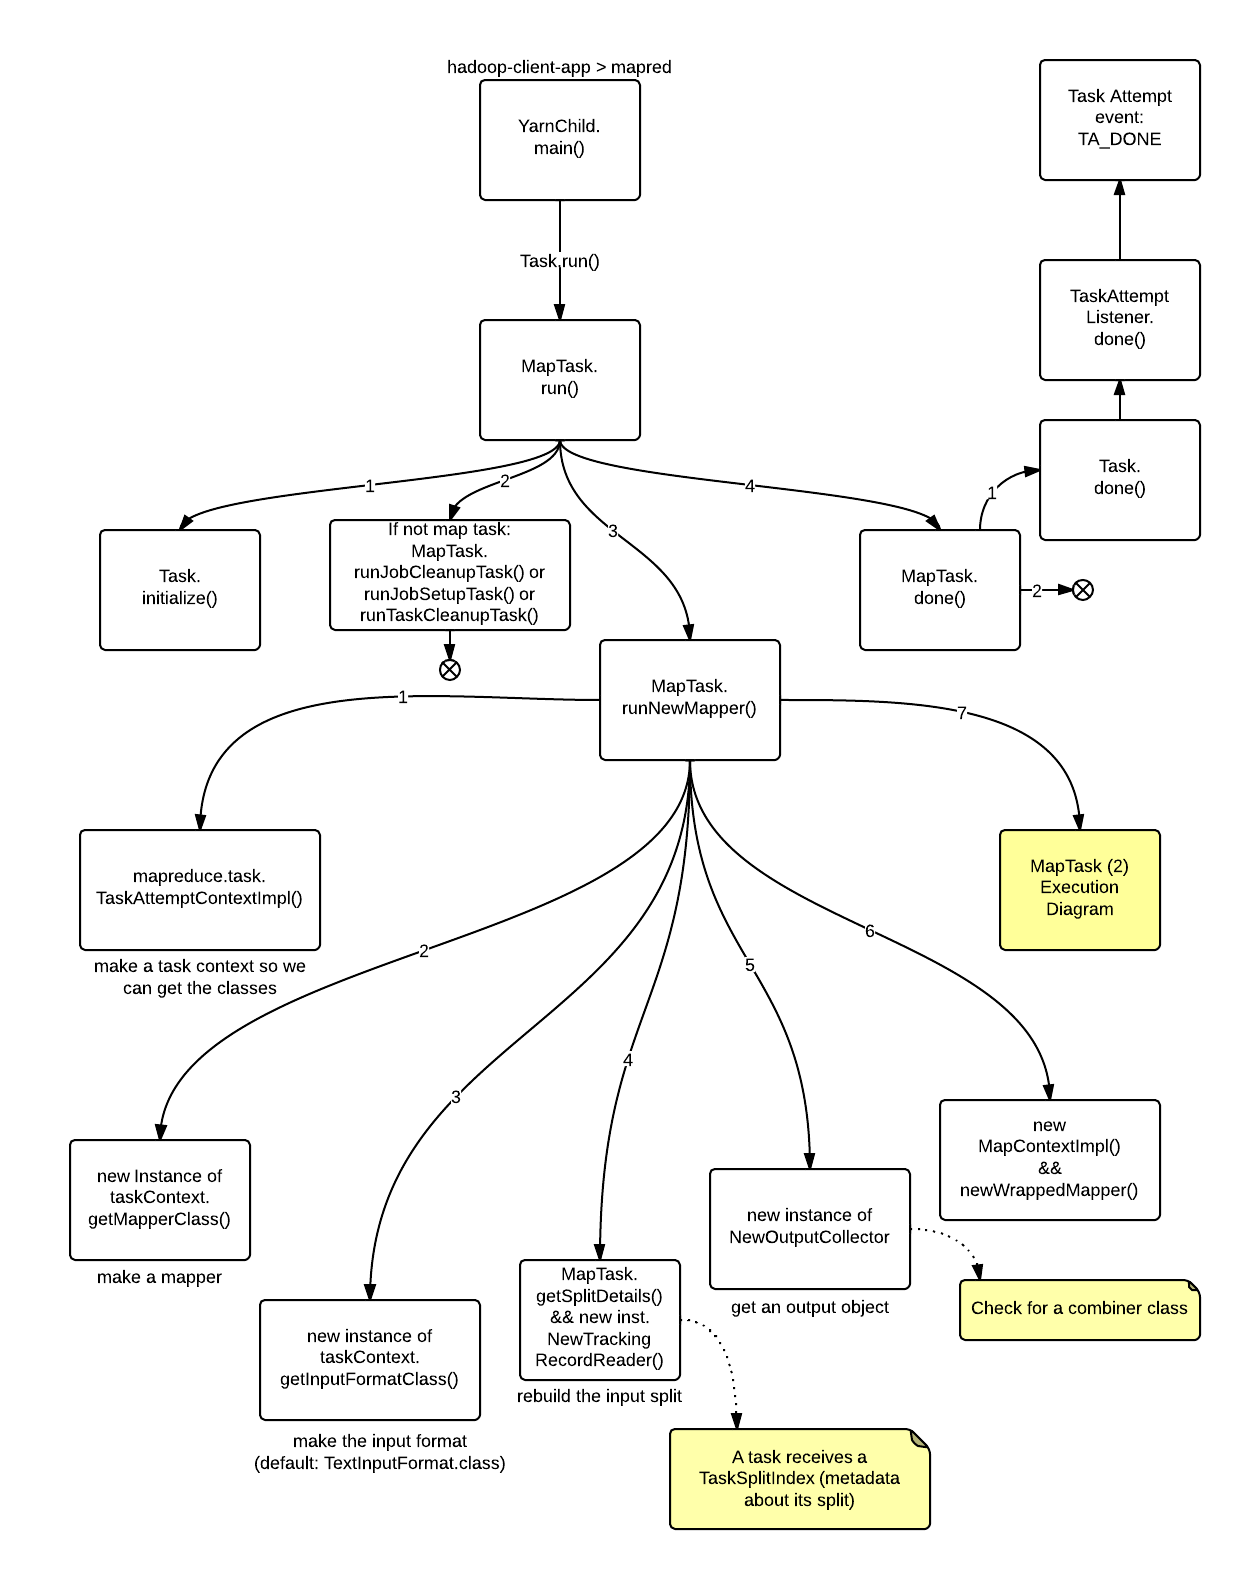 hadoop-client-app > mapred
YarnChild.
main()
Task.run()
MapTask.
run()
Task Attempt
event:
TA_DONE
TaskAttempt
Listener.
done()
Task.
done()
1
2
3
4
1
2
Task.
initialize()
If not map task:
MapTask.
runJobCleanupTask() or
runJobSetupTask() or
runTaskCleanupTask()
MapTask.
runNewMapper()
MapTask.
done()
1
7
2
3
4
5
6
mapreduce.task.
TaskAttemptContextImpl()
make a task context so we
can get the classes
MapTask (2)
Execution
Diagram
new Instance of
taskContext.
getMapperClass()
make a mapper
new instance of
taskContext.
getInputFormatClass()
make the input format
(default: TextInputFormat.class)
MapTask.
getSplitDetails()
&& new inst.
NewTracking
RecordReader()
rebuild the input split
new instance of
NewOutputCollector
get an output object
new
MapContextImpl()
&&
newWrappedMapper()
Check for a combiner class
A task receives a
TaskSplitIndex (metadata
about its split)